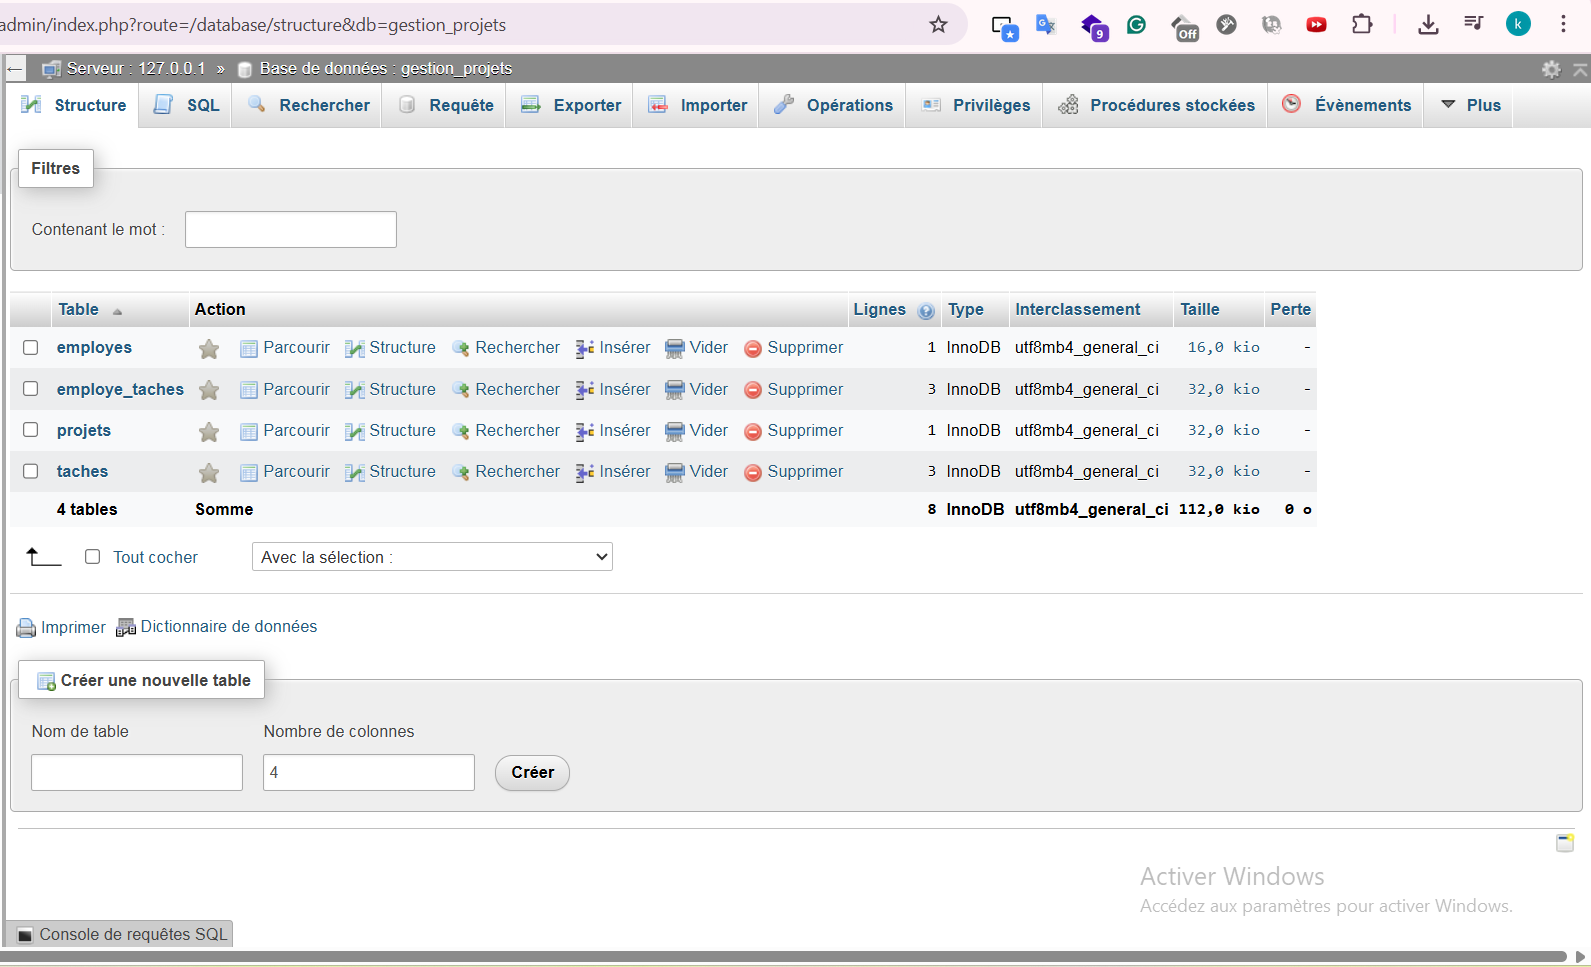 admin/index.php?route=/database/structure&db=gestion_projets
9
Off
k
Serveur : 127.0.0.1 » Base de données : gestion_projets
Structure SQL Rechercher Requête Exporter Importer Opérations Privilèges Procédures stockées Évènements Plus
Filtres
Contenant le mot :
Table Action Lignes Type Interclassement Taille Perte
employes Parcourir Structure Rechercher Insérer Vider Supprimer 1 InnoDB utf8mb4_general_ci 16,0 kio -
employe_taches Parcourir Structure Rechercher Insérer Vider Supprimer 3 InnoDB utf8mb4_general_ci 32,0 kio -
projets Parcourir Structure Rechercher Insérer Vider Supprimer 1 InnoDB utf8mb4_general_ci 32,0 kio -
taches Parcourir Structure Rechercher Insérer Vider Supprimer 3 InnoDB utf8mb4_general_ci 32,0 kio -
4 tables Somme 8 InnoDB utf8mb4_general_ci 112,0 kio 0 o
Tout cocher Avec la sélection :
Imprimer Dictionnaire de données
Créer une nouvelle table
Nom de table Nombre de colonnes
4 Créer
Activer Windows
Accédez aux paramètres pour activer Windows.
Console de requêtes SQL